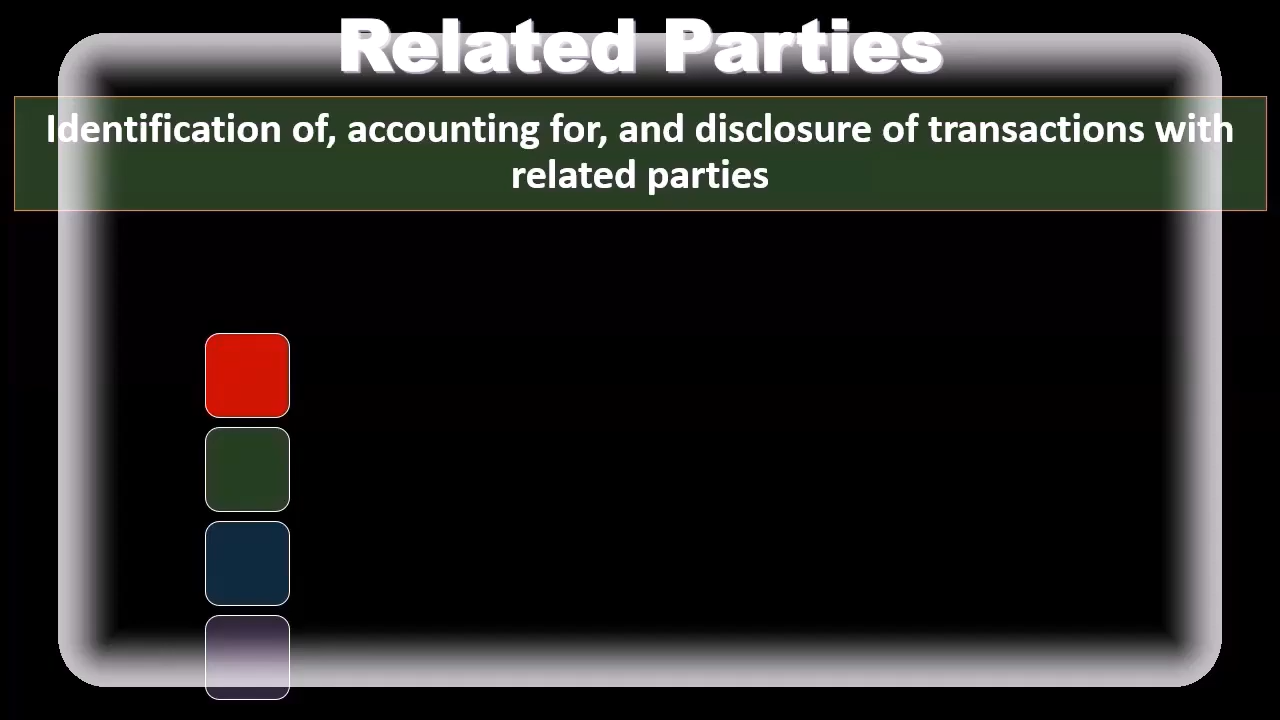 Related Parties
Identification of, accounting for, and disclosure of transactions with
related parties